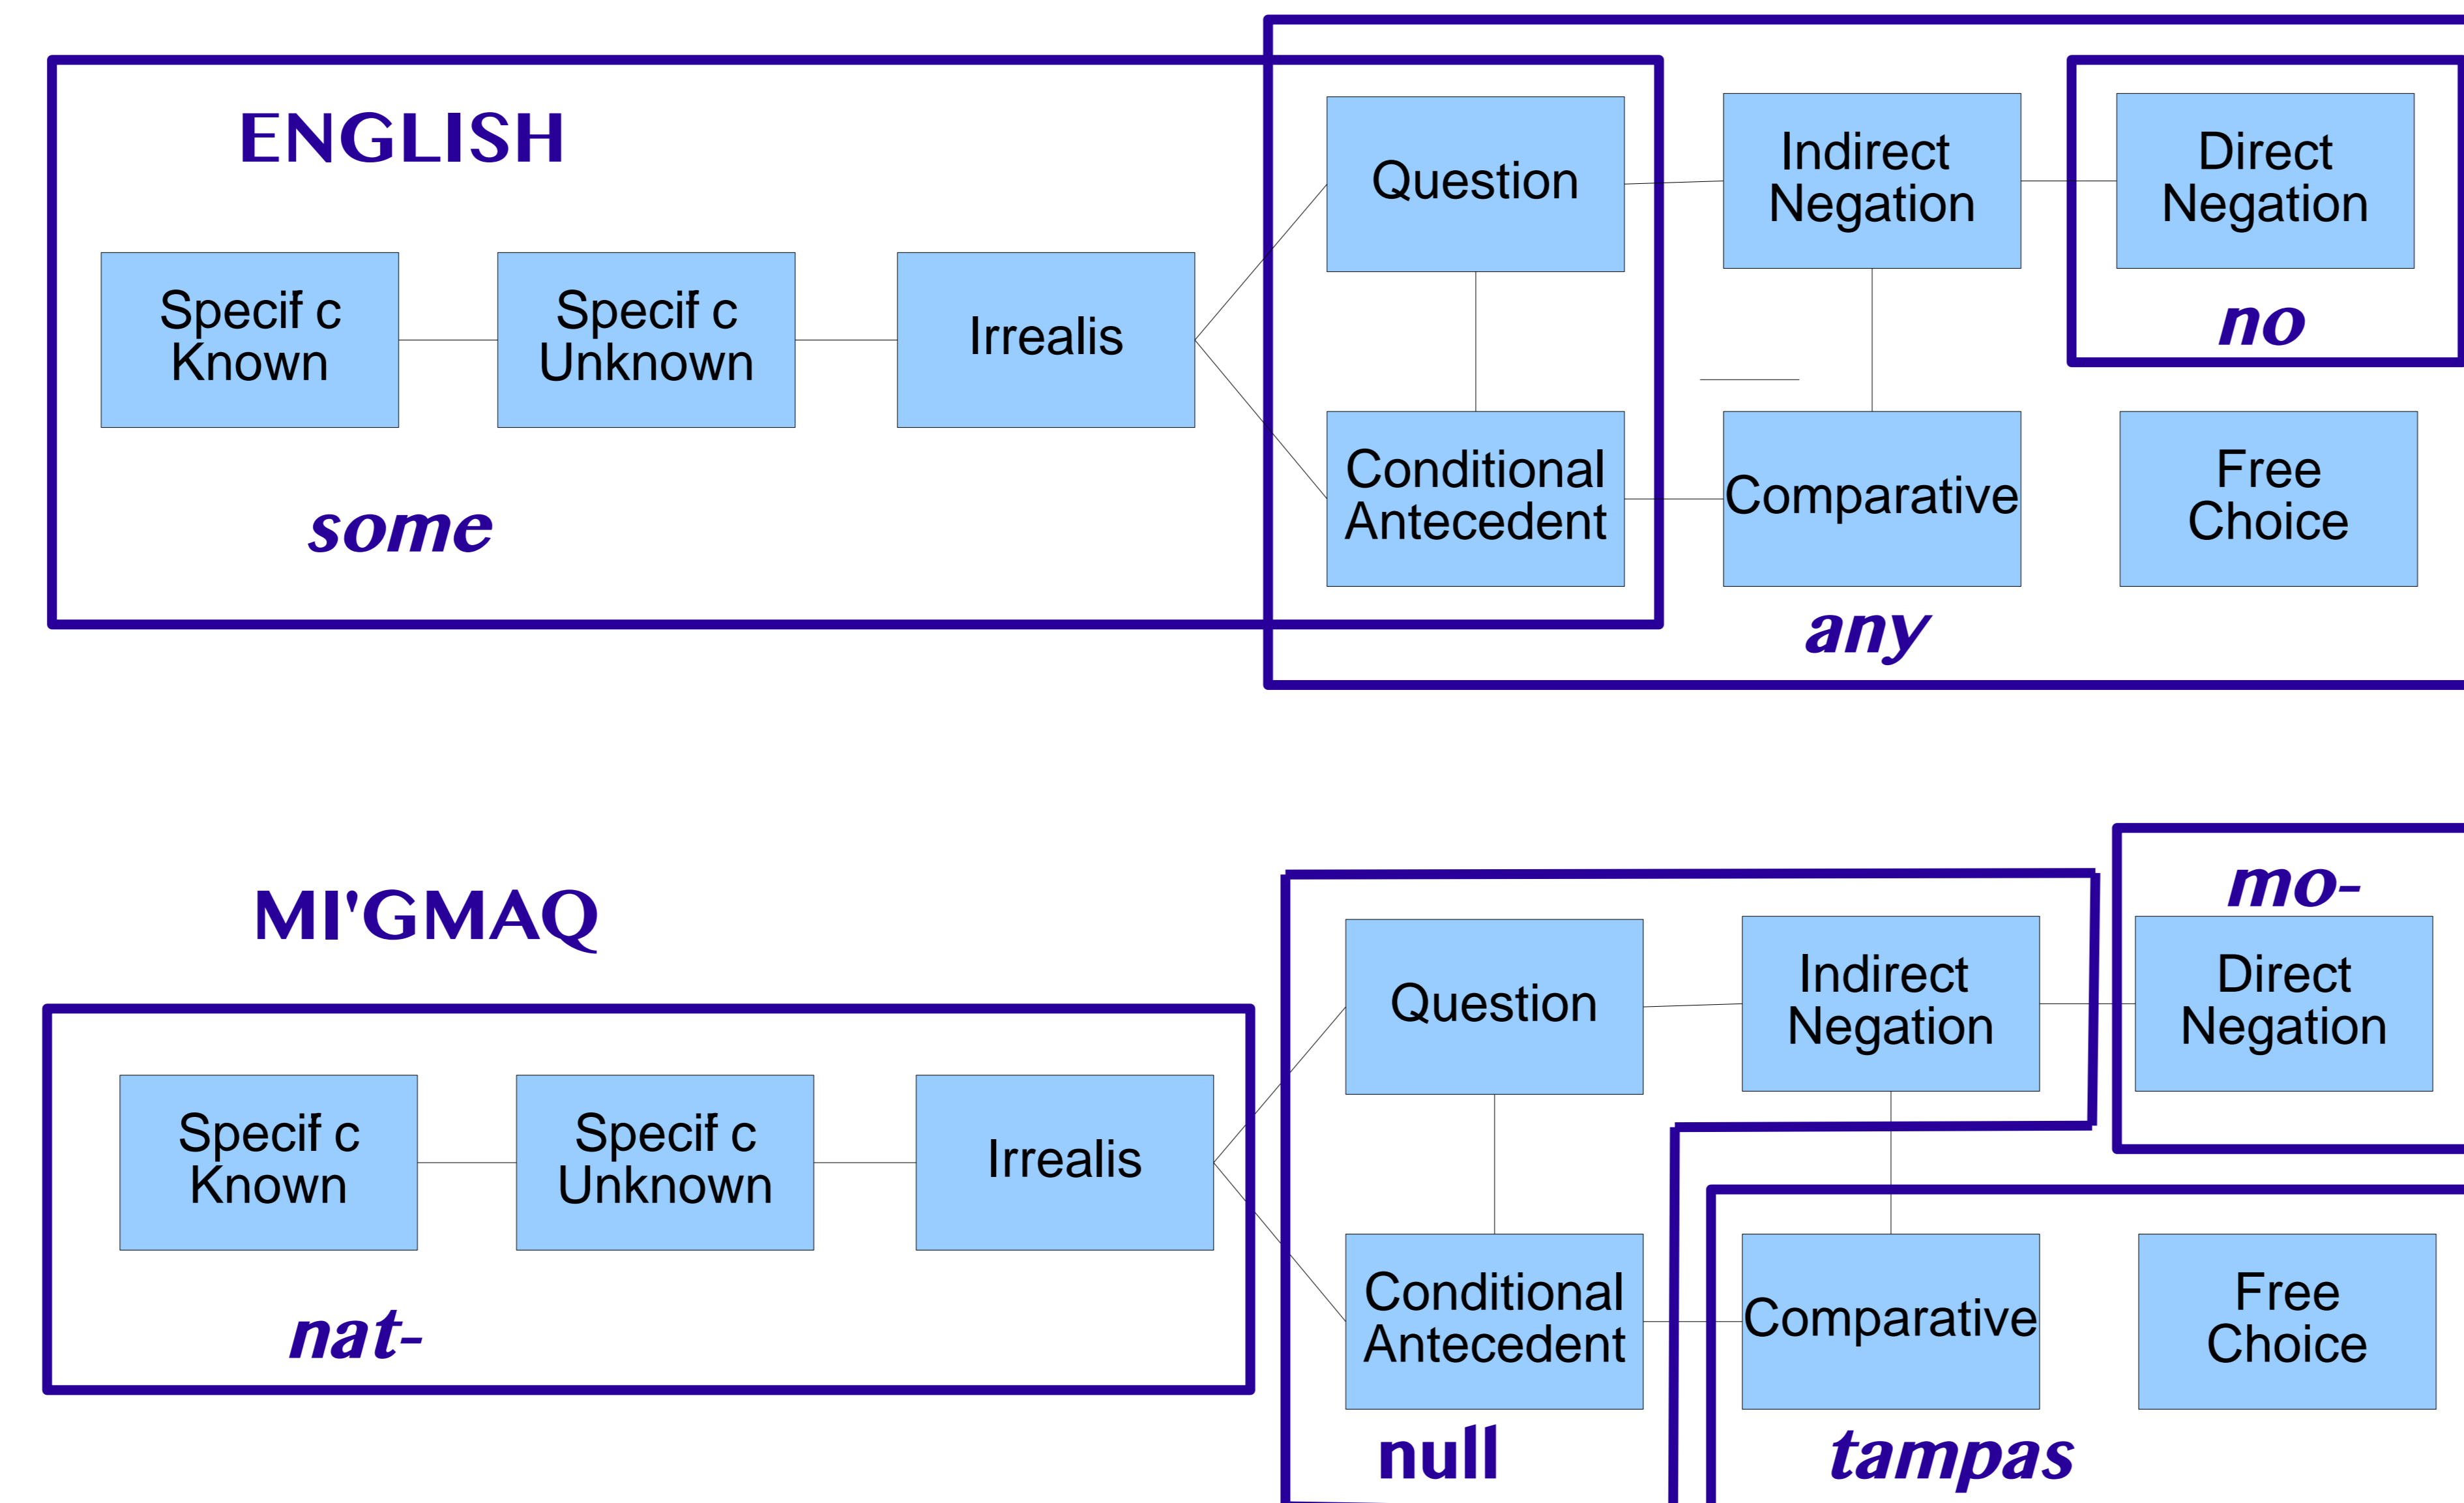 ENGLISH
Specif c
Known
Specif c
Unknown
Irrealis
Question
Conditional
Antecedent
Indirect
Negation
Comparative
Direct
Negation
Free
Choice
some
any
no
MI'GMAQ
Specif c
Known
Specif c
Unknown
Irrealis
Question
Conditional
Antecedent
Indirect
Negation
Comparative
mo-
Direct
Negation
Free
Choice
nat-
null
tampas